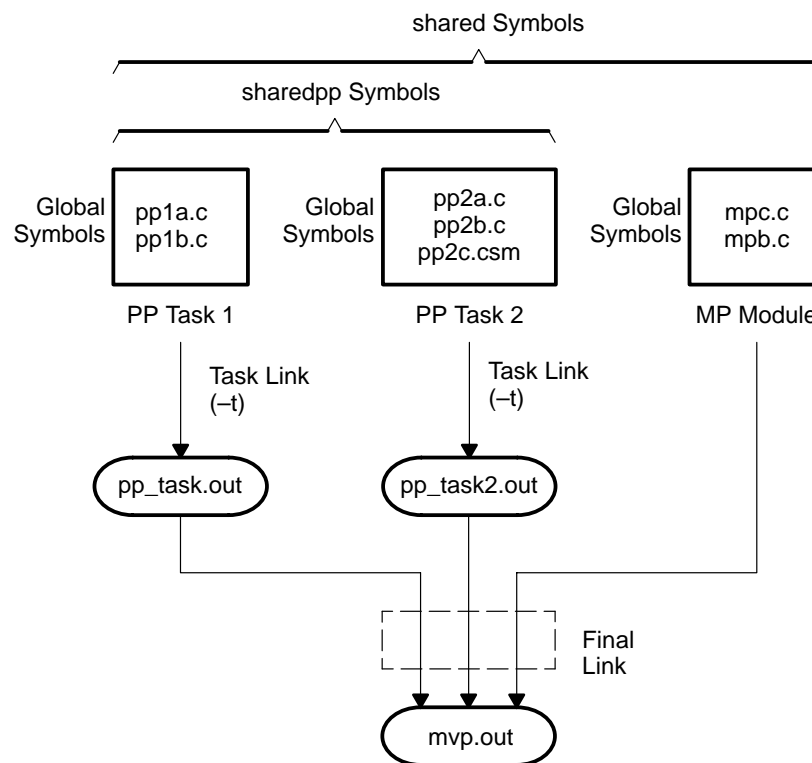 shared Symbols
sharedpp Symbols
Global
Symbols
pp1a.c
pp1b.c
Global
Symbols
pp2a.c
pp2b.c
pp2c.csm
Global
Symbols
mpc.c
mpb.c
PP Task 1
PP Task 2
MP Module
Task Link
(–t)
Task Link
(–t)
pp_task.out
pp_task2.out
Final
Link
mvp.out